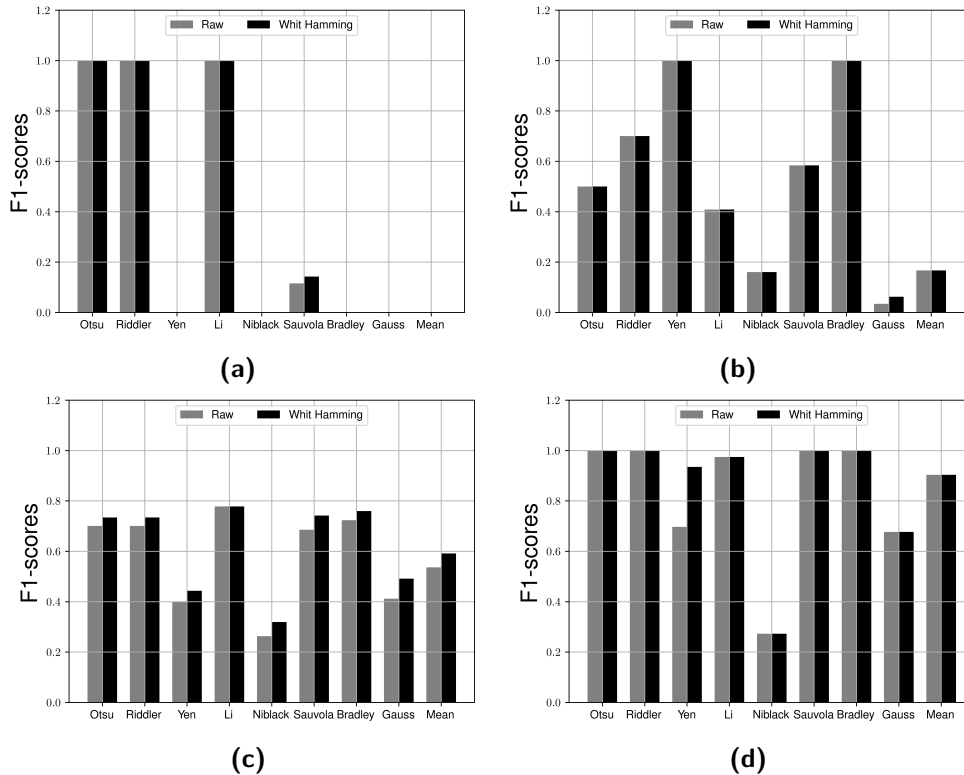 1.2
Raw Whit Hamming
1.0
0.8
0.6
0.4
0.2
0.0
F1-scores
Otsu Riddler Yen Li Niblack Sauvola Bradley Gauss Mean
(a)
1.2
Raw Whit Hamming
1.0
0.8
0.6
0.4
0.2
0.0
F1-scores
Otsu Riddler Yen Li Niblack Sauvola Bradley Gauss Mean
(b)
1.2
Raw Whit Hamming
1.0
0.8
0.6
0.4
0.2
0.0
F1-scores
Otsu Riddler Yen Li Niblack Sauvola Bradley Gauss Mean
(c)
1.2
Raw Whit Hamming
1.0
0.8
0.6
0.4
0.2
0.0
F1-scores
Otsu Riddler Yen Li Niblack Sauvola Bradley Gauss Mean
(d)